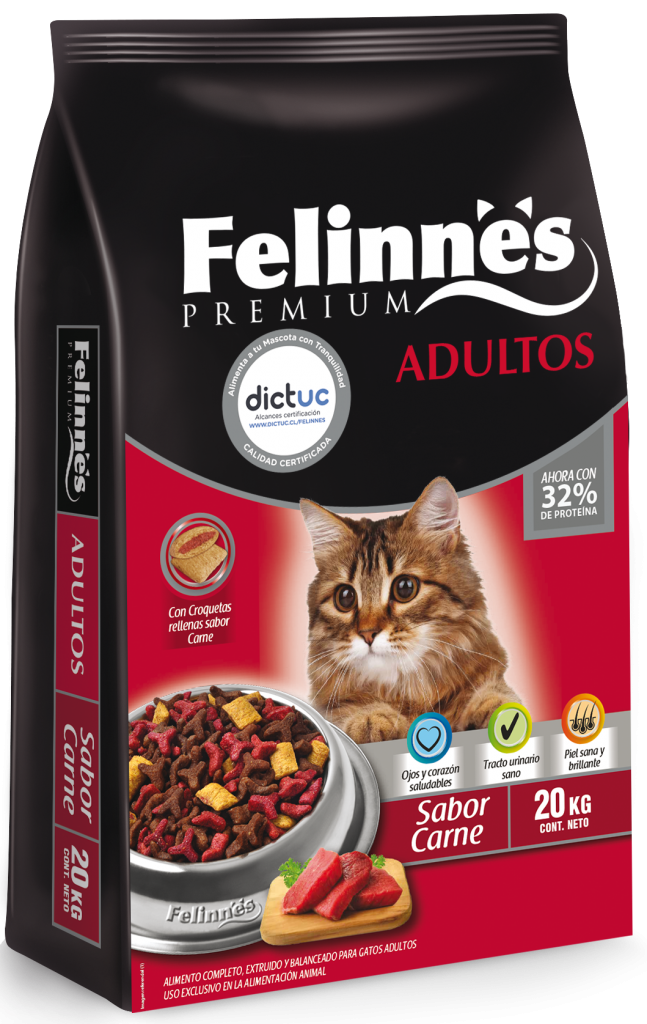 Felinnes
PREMIUM
ADULTOS
Alimenta a tu Mascota con Tranquilidad
dictuc
Alcances certificación
WWW.DICTUC.CL/FELINNES
CALIDAD CERTIFICADA
AHORA CON
32%
DE PROTEÍNA
Con Croquetas
rellenas sabor
Carne
Ojos y corazón
saludables
Tracto urinario
sano
Piel sana y
brillante
Sabor
Carne
20 KG
CONT. NETO
Felinnes
ALIMENTO COMPLETO, EXTRUIDO Y BALANCEADO PARA GATOS ADULTOS
USO EXCLUSIVO EN LA ALIMENTACIÓN ANIMAL
Felinnes
PREMIUM
ADULTOS
Sabor
Carne
20 KG
CONT. NETO